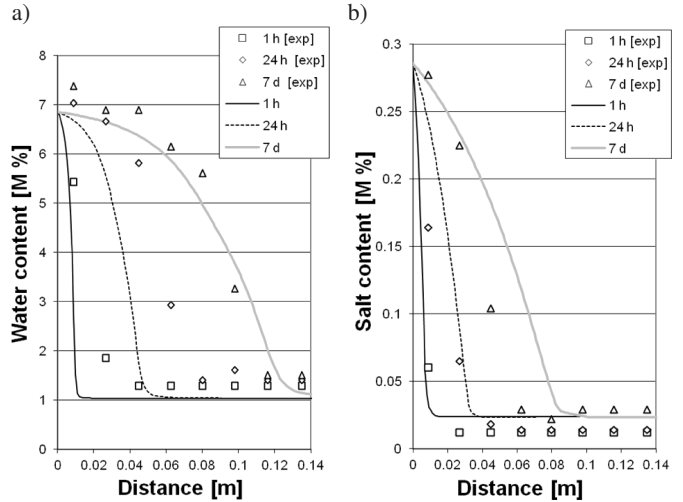 a)
8
7
6
5
4
3
2
1
0
Water content [M %]
0 0.02 0.04 0.06 0.08 0.1 0.12 0.14
Distance [m]
1 h [exp]
24 h [exp]
7 d [exp]
1 h
24 h
7 d
b)
0.3
0.25
0.2
0.15
0.1
0.05
0
Salt content [M %]
0 0.02 0.04 0.06 0.08 0.1 0.12 0.14
Distance [m]
1 h [exp]
24 h [exp]
7 d [exp]
1 h
24 h
7 d